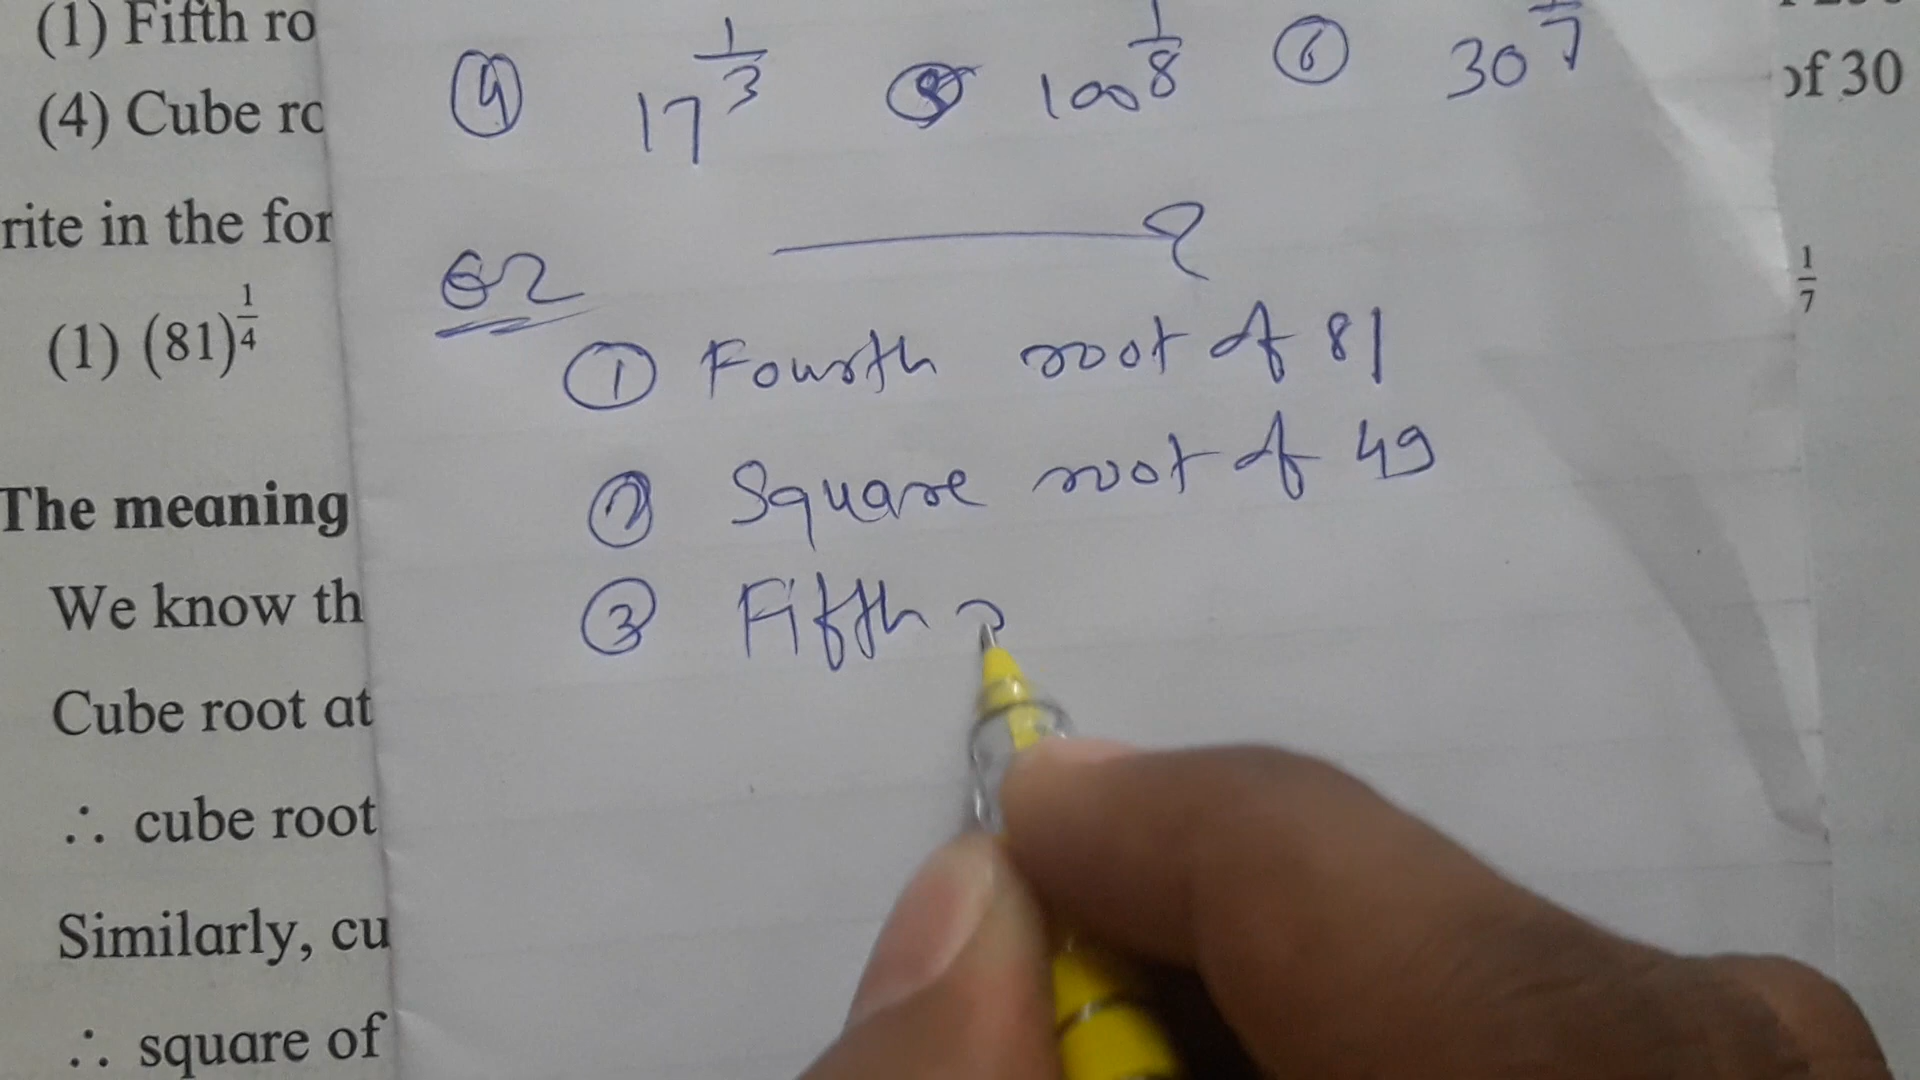 (1) Fifth ro
(4) Cube ro
of 30
rite in the for
(1) (81)^{1/4}
1/7
The meaning
We know th
Cube root at
∴ cube root
Similarly, cu
∴ square of
④ 17^{1/3} ⑤ 100^{1/8} ⑥ 30^{1/7}
Q2
① Fourth root of 81
② Square root of 49
③ Fifth